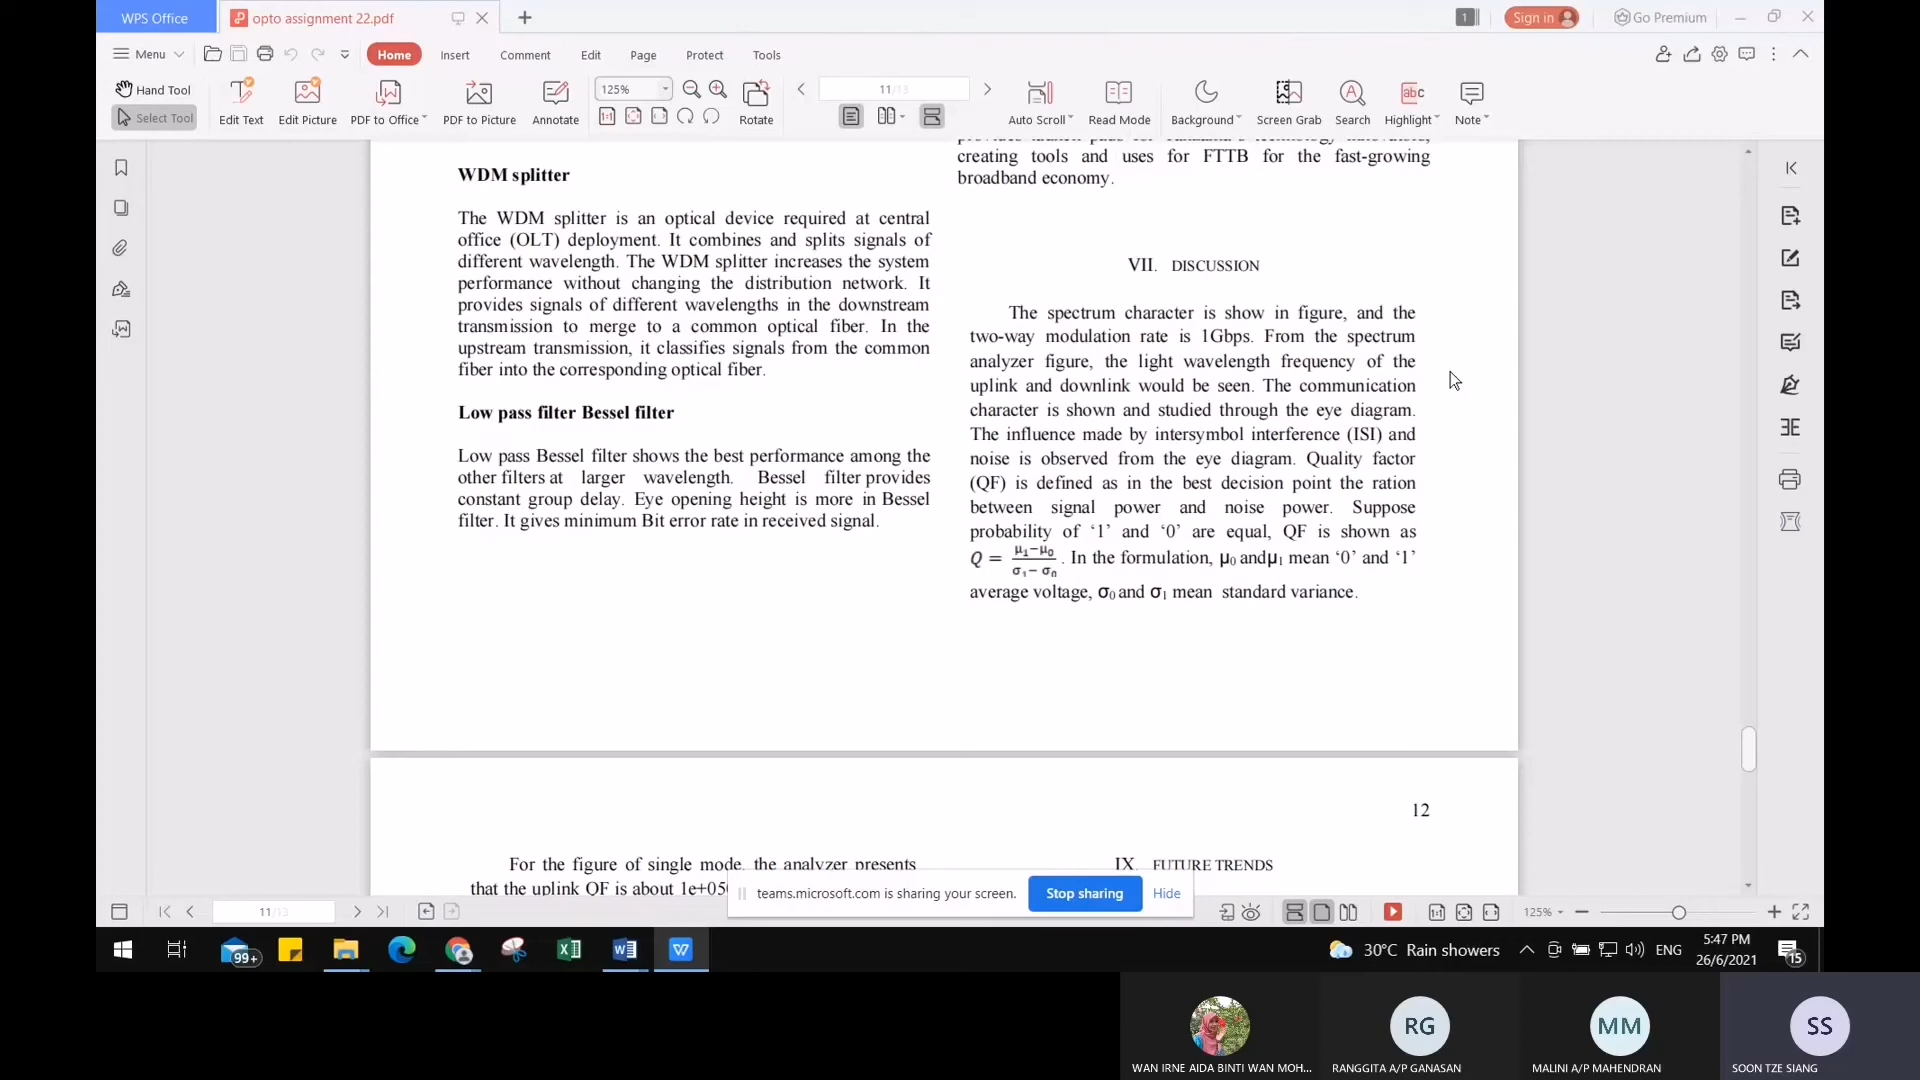 WPS Office
opto assignment 22.pdf
1
Sign in
Go Premium
Menu
Home
Insert
Comment
Edit
Page
Protect
Tools
Hand Tool
Select Tool
Edit Text
Edit Picture
PDF to Office
PDF to Picture
Annotate
125%
Rotate
11/13
Auto Scroll
Read Mode
Background
Screen Grab
Search
Highlight
Note
WDM splitter
The WDM splitter is an optical device required at central
office (OLT) deployment. It combines and splits signals of
different wavelength. The WDM splitter increases the system
performance without changing the distribution network. It
provides signals of different wavelengths in the downstream
transmission to merge to a common optical fiber. In the
upstream transmission, it classifies signals from the common
fiber into the corresponding optical fiber.
Low pass filter Bessel filter
Low pass Bessel filter shows the best performance among the
other filters at larger wavelength. Bessel filter provides
constant group delay. Eye opening height is more in Bessel
filter. It gives minimum Bit error rate in received signal.
creating tools and uses for FTTB for the fast-growing
broadband economy.
VII. DISCUSSION
The spectrum character is show in figure, and the
two-way modulation rate is 1Gbps. From the spectrum
analyzer figure, the light wavelength frequency of the
uplink and downlink would be seen. The communication
character is shown and studied through the eye diagram.
The influence made by intersymbol interference (ISI) and
noise is observed from the eye diagram. Quality factor
(QF) is defined as in the best decision point the ration
between signal power and noise power. Suppose
probability of ‘1’ and ‘0’ are equal, QF is shown as
Q = μ₁−μ₀ / σ₁− σ₀ . In the formulation, μ₀ andμ₁ mean ‘0’ and ‘1’
average voltage, σ₀ and σ₁ mean standard variance.
12
For the figure of single mode, the analyzer presents
that the uplink QF is about 1e+050
IX. FUTURE TRENDS
teams.microsoft.com is sharing your screen.
Stop sharing
Hide
11/13
125%
99+
30°C Rain showers
ENG
5:47 PM
26/6/2021
15
RG
MM
SS
WAN IRNE AIDA BINTI WAN MOH...
RANGGITA A/P GANASAN
MALINI A/P MAHENDRAN
SOON TZE SIANG